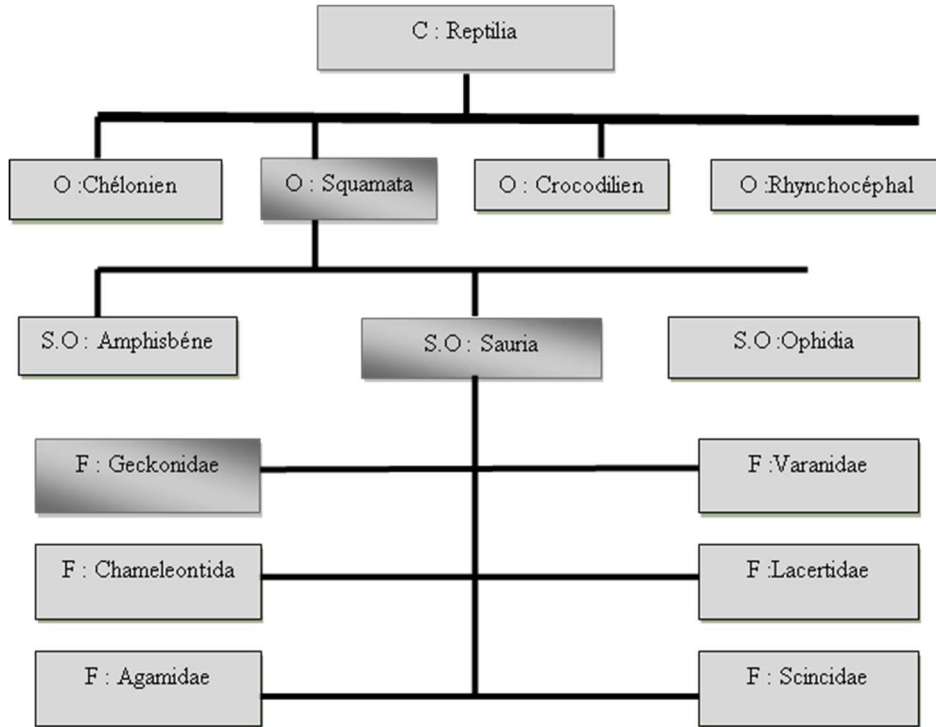 C : Reptilia
O :Chélonien
O : Squamata
O : Crocodilien
O :Rhynchocéphal
S.O : Amphisbéne
S.O : Sauria
S.O :Ophidia
F : Geckonidae
F :Varanidae
F : Chameleontida
F :Lacertidae
F : Agamidae
F : Scincidae